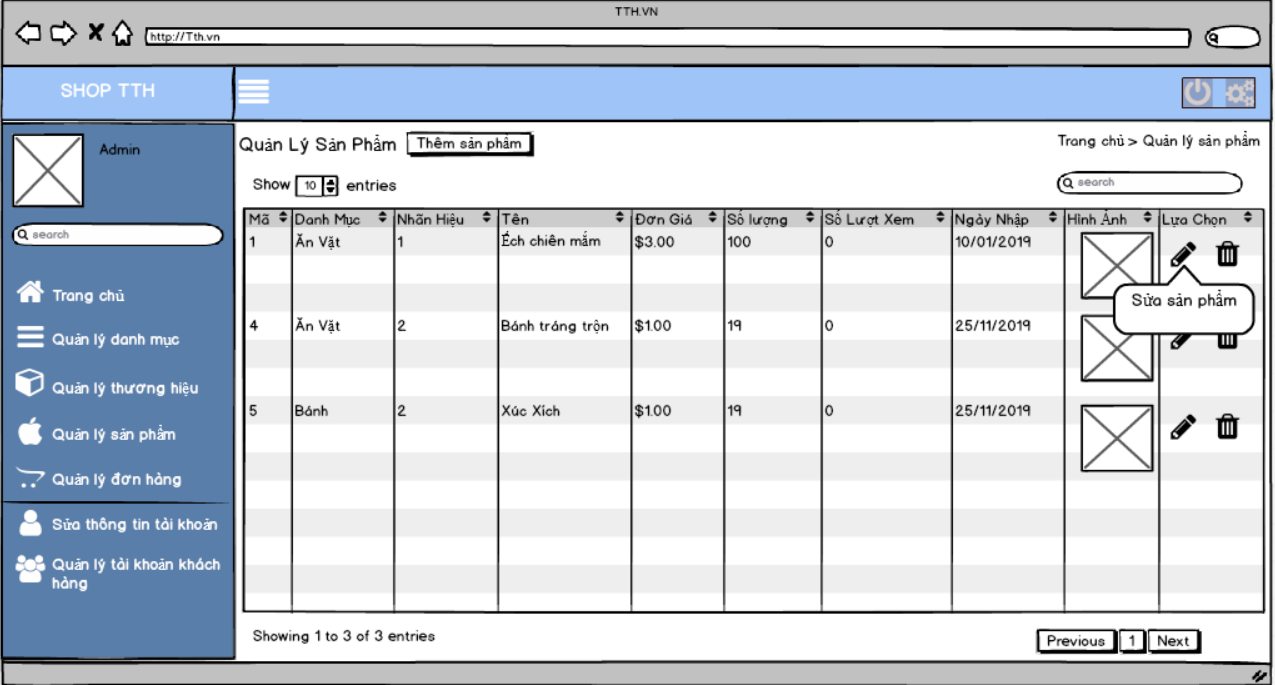 TTH.VN
http://Tth.vn
SHOP TTH
Admin
search
Trang chủ
Quản lý danh mục
Quản lý thương hiệu
Quản lý sản phẩm
Quản lý đơn hàng
Sửa thông tin tài khoản
Quản lý tài khoản khách
hàng
Quản Lý Sản Phẩm Thêm sản phẩm
Trang chủ > Quản lý sản phẩm
Show 10 entries
search
Mã Danh Mục Nhãn Hiệu Tên Đơn Giá Số lượng Số Lượt Xem Ngày Nhập Hình Ảnh Lựa Chọn
1 Ăn Vặt 1 Ếch chiên mắm $3.00 100 0 10/01/2019
Sửa sản phẩm
4 Ăn Vặt 2 Bánh tráng trộn $1.00 19 0 25/11/2019
5 Bánh 2 Xúc Xích $1.00 19 0 25/11/2019
Showing 1 to 3 of 3 entries
Previous 1 Next